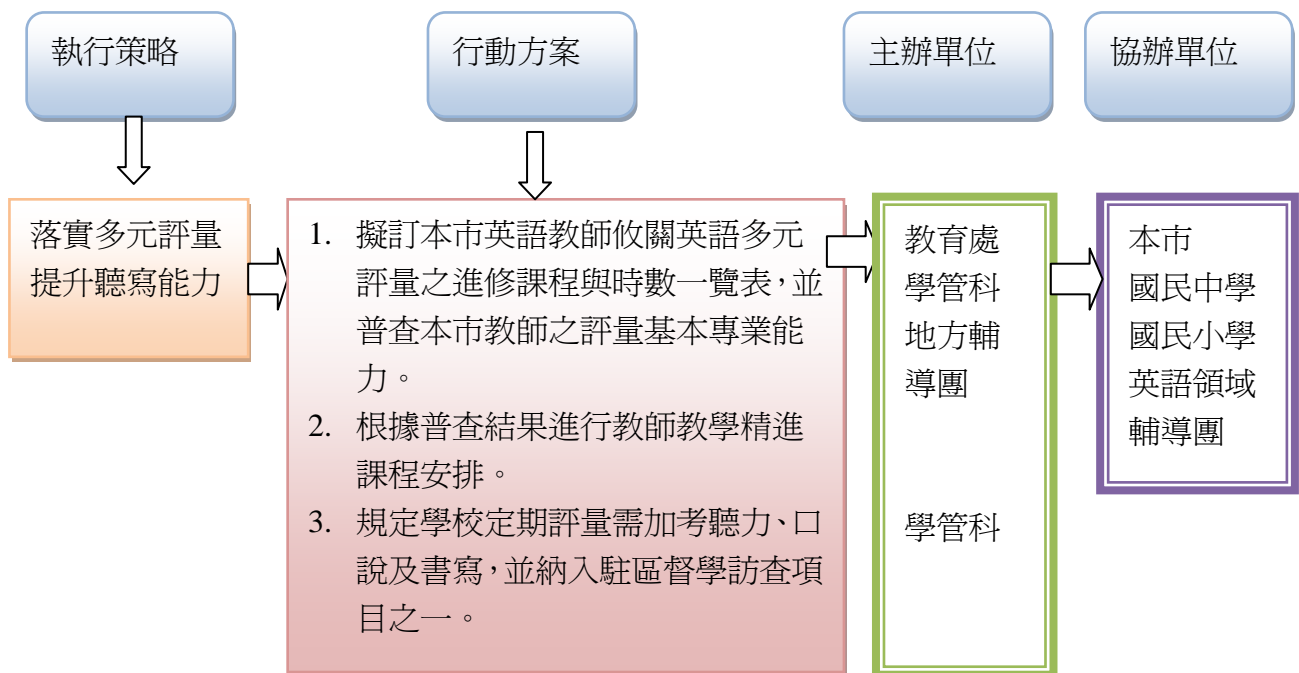 執行策略
行動方案
主辦單位
協辦單位
落實多元評量
提升聽寫能力
1. 擬訂本市英語教師攸關英語多元
評量之進修課程與時數一覽表，並
普查本市教師之評量基本專業能
力。
2. 根據普查結果進行教師教學精進
課程安排。
3. 規定學校定期評量需加考聽力、口
說及書寫，並納入駐區督學訪查項
目之一。
教育處
學管科
地方輔
導團
學管科
本市
國民中學
國民小學
英語領域
輔導團